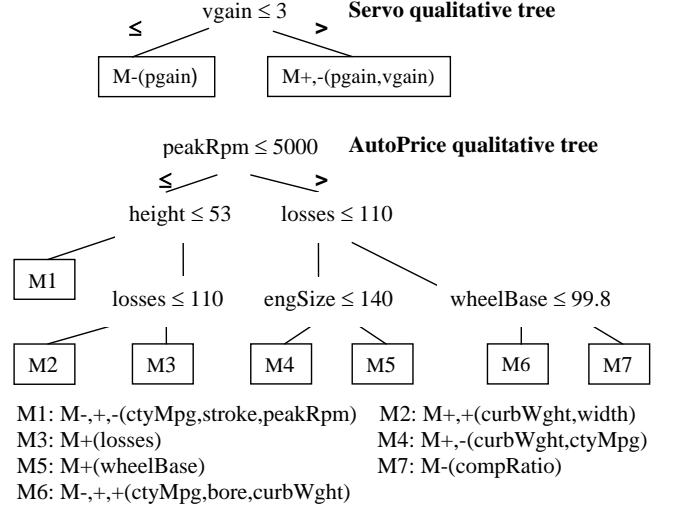 vgain ≤ 3 Servo qualitative tree
≤ >
M-(pgain) M+,-(pgain,vgain)
peakRpm ≤ 5000 AutoPrice qualitative tree
≤ >
height ≤ 53 losses ≤ 110
M1
losses ≤ 110 engSize ≤ 140 wheelBase ≤ 99.8
M2 M3 M4 M5 M6 M7
M1: M-,+,-(ctyMpg,stroke,peakRpm) M2: M+,+(curbWght,width)
M3: M+(losses) M4: M+,-(curbWght,ctyMpg)
M5: M+(wheelBase) M7: M-(compRatio)
M6: M-,+,+(ctyMpg,bore,curbWght)